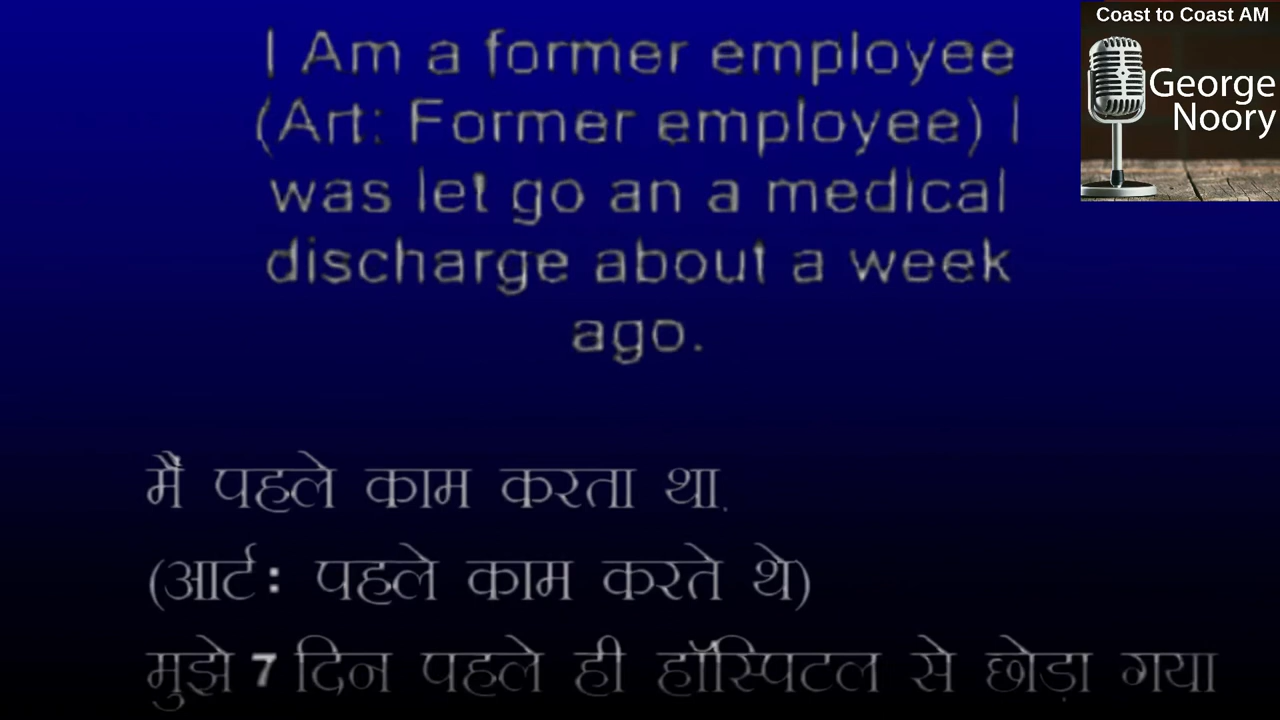 Coast to Coast AM
George
Noory
I Am a former employee
(Art: Former employee) I
was let go an a medical
discharge about a week
ago.
मैं पहले काम करता था.
(आर्ट: पहले काम करते थे)
मुझे 7 दिन पहले ही हॉस्पिटल से छोड़ा गया